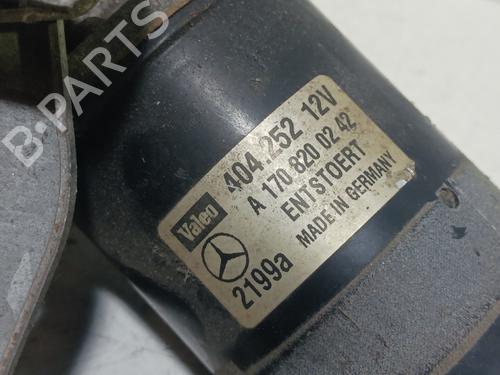 B-PARTS
Valeo
404 252 12V
A 170 820 02 42
ENTSTOERT
MADE IN GERMANY
2199a